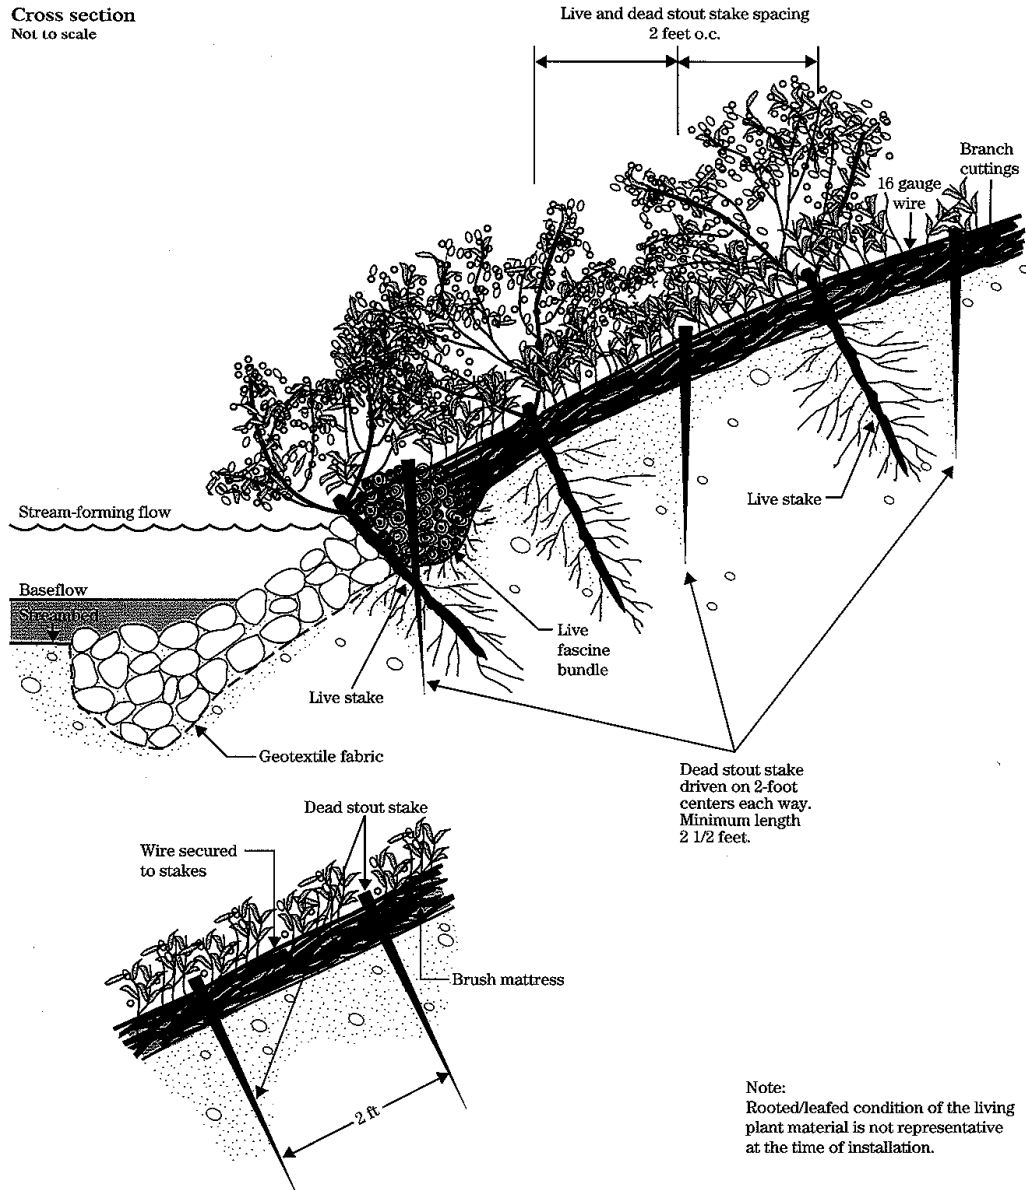 Cross section
Not to scale
Live and dead stout stake spacing
2 feet o.c.
Branch
cuttings
16 gauge
wire
Stream-forming flow
Live stake
Baseflow
Streambed
Live
fascine
bundle
Live stake
Geotextile fabric
Dead stout stake
driven on 2-foot
centers each way.
Minimum length
2 1/2 feet.
Dead stout stake
Wire secured
to stakes
Brush mattress
2 ft
Note:
Rooted/leafed condition of the living
plant material is not representative
at the time of installation.